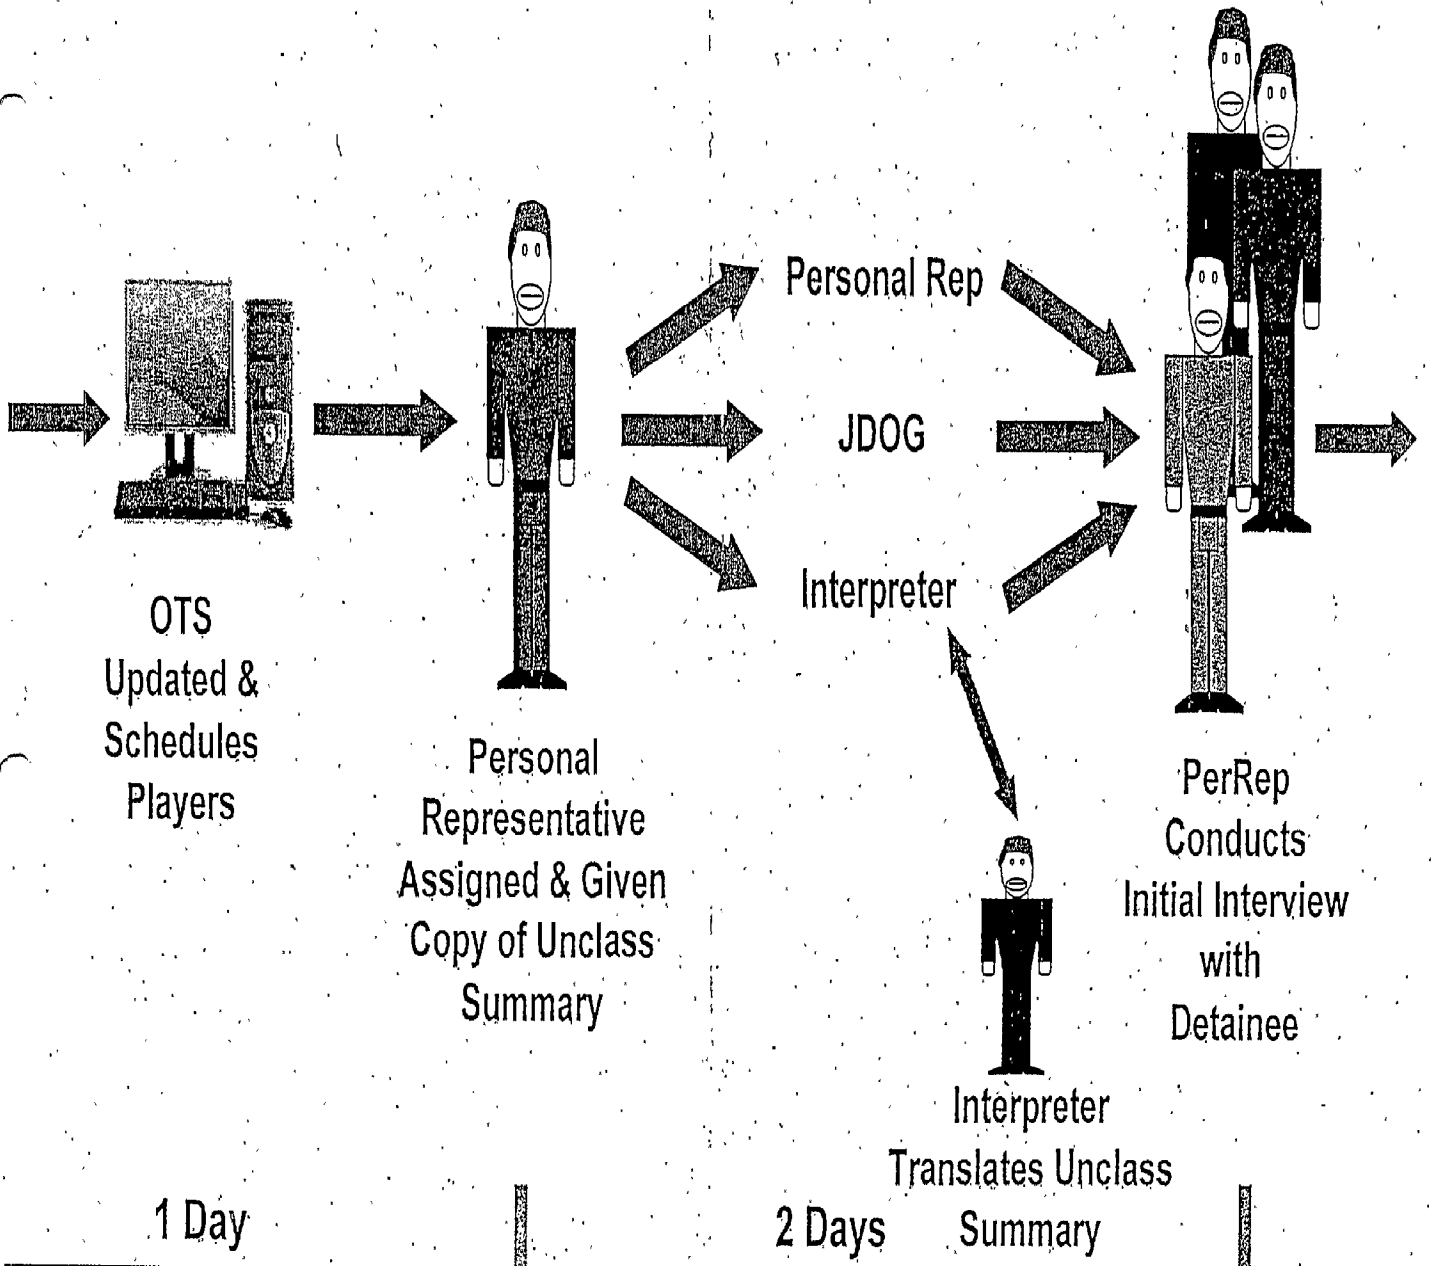 Personal Rep
JDOG
Interpreter
OTS
Updated &
Schedules
Players
Personal
Representative
Assigned & Given
Copy of Unclass
Summary
PerRep
Conducts
Initial Interview
with
Detainee
Interpreter
Translates Unclass
Summary
1 Day
2 Days